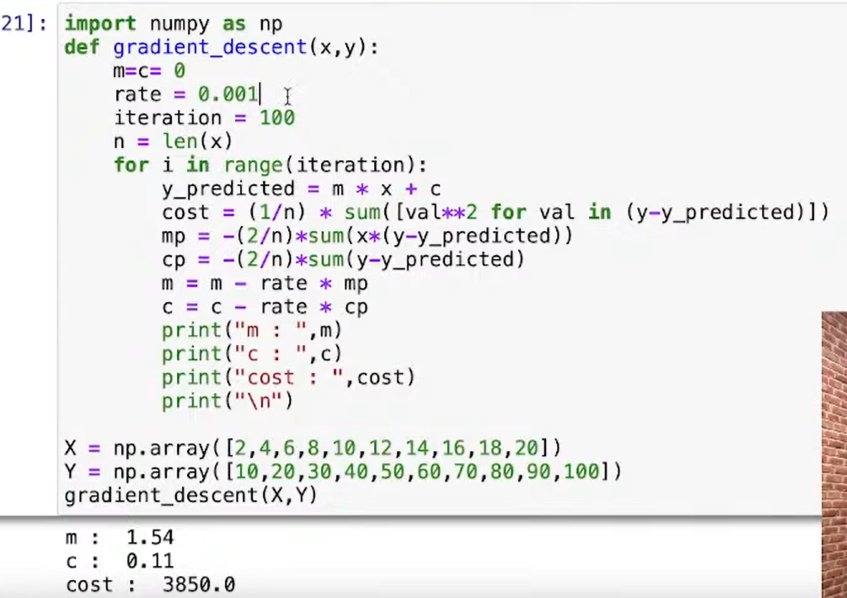 21]: import numpy as np
def gradient_descent(x,y):
    m=c= 0
    rate = 0.001
    iteration = 100
    n = len(x)
    for i in range(iteration):
        y_predicted = m * x + c
        cost = (1/n) * sum([val**2 for val in (y-y_predicted)])
        mp = -(2/n)*sum(x*(y-y_predicted))
        cp = -(2/n)*sum(y-y_predicted)
        m = m - rate * mp
        c = c - rate * cp
        print("m : ",m)
        print("c : ",c)
        print("cost : ",cost)
        print("\n")
X = np.array([2,4,6,8,10,12,14,16,18,20])
Y = np.array([10,20,30,40,50,60,70,80,90,100])
gradient_descent(X,Y)
m :  1.54
c :  0.11
cost :  3850.0